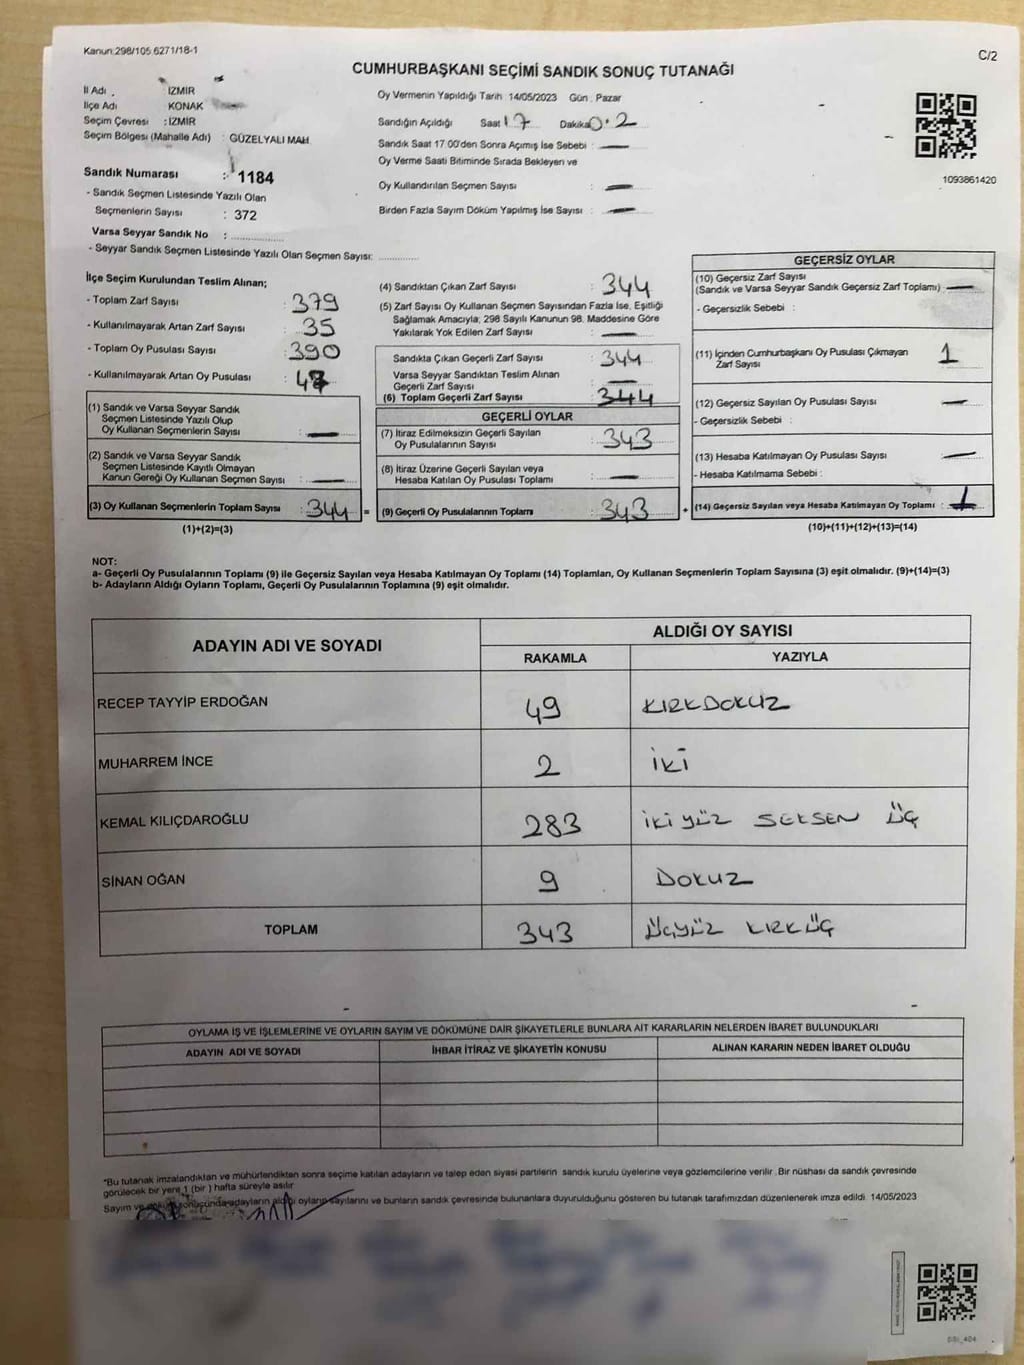 Kanun:298/105.6271/18-1
C/2
CUMHURBAŞKANI SEÇİMİ SANDIK SONUÇ TUTANAĞI
İl Adı : İZMİR
İlçe Adı KONAK
Seçim Çevresi : İZMİR
Seçim Bölgesi (Mahalle Adı) : GÜZELYALI MAH.
Sandık Numarası : 1184
- Sandık Seçmen Listesinde Yazılı Olan
Seçmenlerin Sayısı : 372
Varsa Seyyar Sandık No :
- Seyyar Sandık Seçmen Listesinde Yazılı Olan Seçmen Sayısı:
Oy Vermenin Yapıldığı Tarih 14/05/2023 Gün : Pazar
Sandığın Açıldığı Saat 17 Dakika 0.2
Sandık Saat 17.00'den Sonra Açımış İse Sebebi : —
Oy Verme Saati Bitiminde Sırada Bekleyen ve
Oy Kullandırılan Seçmen Sayısı : —
Birden Fazla Sayım Döküm Yapılmış İse Sayısı : —
1093861420
İlçe Seçim Kurulundan Teslim Alınan;
- Toplam Zarf Sayısı : 379
- Kullanılmayarak Artan Zarf Sayısı : 35
- Toplam Oy Pusulası Sayısı : 390
- Kullanılmayarak Artan Oy Pusulası : 47
(1) Sandık ve Varsa Seyyar Sandık
Seçmen Listesinde Yazılı Olup
Oy Kullanan Seçmenlerin Sayısı : —
(2) Sandık ve Varsa Seyyar Sandık
Seçmen Listesinde Kayıtlı Olmayan
Kanun Gereği Oy Kullanan Seçmen Sayısı : —
(3) Oy Kullanan Seçmenlerin Toplam Sayısı : 344 =
(1)+(2)=(3)
(4) Sandıktan Çıkan Zarf Sayısı : 344
(5) Zarf Sayısı Oy Kullanan Seçmen Sayısından Fazla İse, Eşitliği
Sağlamak Amacıyla; 298 Sayılı Kanunun 98. Maddesine Göre
Yakılarak Yok Edilen Zarf Sayısı : —
Sandıkta Çıkan Geçerli Zarf Sayısı : 344
Varsa Seyyar Sandıktan Teslim Alınan
Geçerli Zarf Sayısı : —
(6) Toplam Geçerli Zarf Sayısı : 344
GEÇERLİ OYLAR
(7) İtiraz Edilmeksizin Geçerli Sayılan
Oy Pusulalarının Sayısı : 343
(8) İtiraz Üzerine Geçerli Sayılan veya
Hesaba Katılan Oy Pusulası Toplamı : —
(9) Geçerli Oy Pusulalarının Toplamı : 343 +
GEÇERSİZ OYLAR
(10) Geçersiz Zarf Sayısı
(Sandık ve Varsa Seyyar Sandık Geçersiz Zarf Toplamı) : —
- Geçersizlik Sebebi :
(11) İçinden Cumhurbaşkanı Oy Pusulası Çıkmayan
Zarf Sayısı : 1
(12) Geçersiz Sayılan Oy Pusulası Sayısı : —
- Geçersizlik Sebebi :
(13) Hesaba Katılmayan Oy Pusulası Sayısı : —
- Hesaba Katılmama Sebebi :
(14) Geçersiz Sayılan veya Hesaba Katılmayan Oy Toplamı : 1
(10)+(11)+(12)+(13)=(14)
NOT:
a- Geçerli Oy Pusulalarının Toplamı (9) ile Geçersiz Sayılan veya Hesaba Katılmayan Oy Toplamı (14) Toplamları, Oy Kullanan Seçmenlerin Toplam Sayısına (3) eşit olmalıdır. (9)+(14)=(3)
b- Adayların Aldığı Oyların Toplamı, Geçerli Oy Pusulalarının Toplamına (9) eşit olmalıdır.
ADAYIN ADI VE SOYADI ALDIĞI OY SAYISI
RAKAMLA YAZIYLA
RECEP TAYYİP ERDOĞAN 49 KIRKDOKUZ
MUHARREM İNCE 2 İKİ
KEMAL KILIÇDAROĞLU 283 İKİ YÜZ SEKSEN ÜÇ
SİNAN OĞAN 9 DOKUZ
TOPLAM 343 ÜÇYÜZ KIRKÜÇ
OYLAMA İŞ VE İŞLEMLERİNE VE OYLARIN SAYIM VE DÖKÜMÜNE DAİR ŞİKAYETLERLE BUNLARA AİT KARARLARIN NELERDEN İBARET BULUNDUKLARI
ADAYIN ADI VE SOYADI İHBAR İTİRAZ VE ŞİKAYETİN KONUSU ALINAN KARARIN NEDEN İBARET OLDUĞU
*Bu tutanak imzalandıktan ve mühürlendikten sonra seçime katılan adayların ve talep eden siyasi partilerin sandık kurulu üyelerine veya gözlemcilerine verilir. Bir nüshası da sandık çevresinde
görülecek bir yere 1 (bir) hafta süreyle asılır
Sayım ve sonucunda adayların aldığı oyların sayılarını ve bunların sandık çevresinde bulunanlara duyurulduğunu gösteren bu tutanak tarafımızdan düzenlenerek imza edildi 14/05/2023